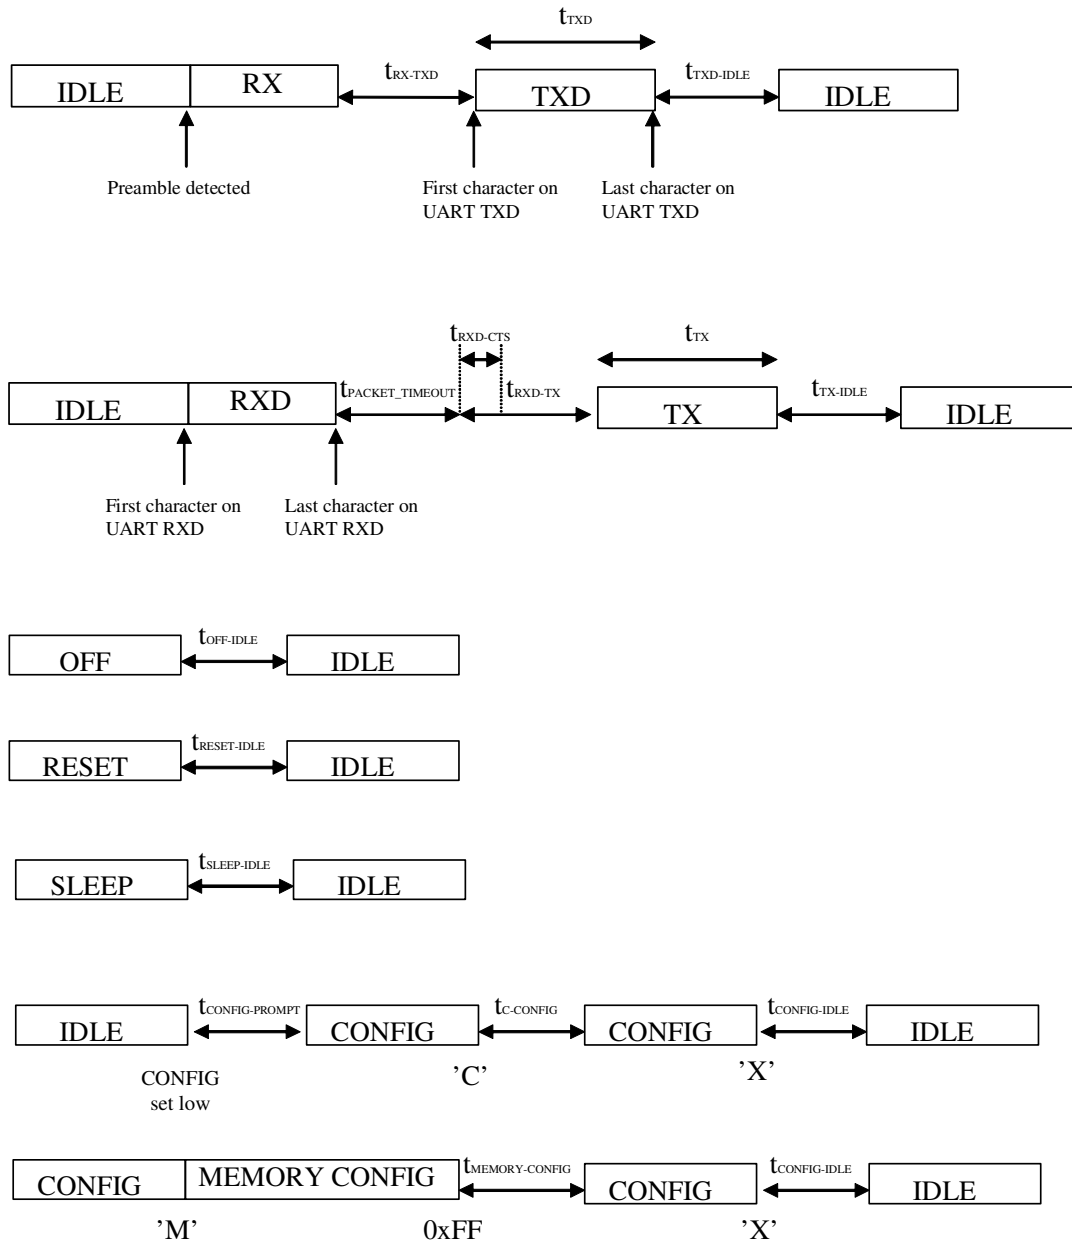 tTXD
IDLE RX tRX-TXD TXD tTXD-IDLE IDLE
Preamble detected
First character on
UART TXD
Last character on
UART TXD
tRXD-CTS tTX
IDLE RXD tPACKET_TIMEOUT tRXD-TX TX tTX-IDLE IDLE
First character on
UART RXD
Last character on
UART RXD
OFF tOFF-IDLE IDLE
RESET tRESET-IDLE IDLE
SLEEP tSLEEP-IDLE IDLE
IDLE tCONFIG-PROMPT CONFIG tC-CONFIG CONFIG tCONFIG-IDLE IDLE
CONFIG
set low
’C’ ’X’
CONFIG MEMORY CONFIG tMEMORY-CONFIG CONFIG tCONFIG-IDLE IDLE
’M’ 0xFF ’X’